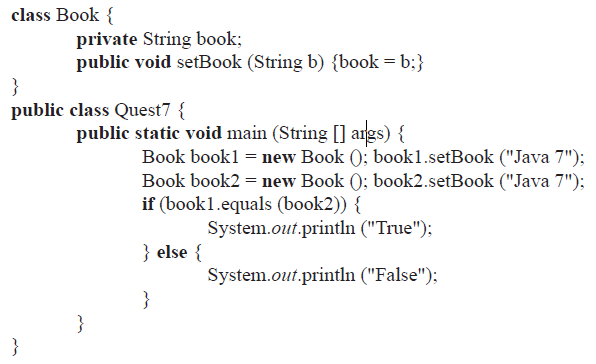 class Book {
private String book;
public void setBook (String b) {book = b;}
}
public class Quest7 {
public static void main (String [] args) {
Book book1 = new Book (); book1.setBook ("Java 7");
Book book2 = new Book (); book2.setBook ("Java 7");
if (book1.equals (book2)) {
System.out.println ("True");
} else {
System.out.println ("False");
}
}
}